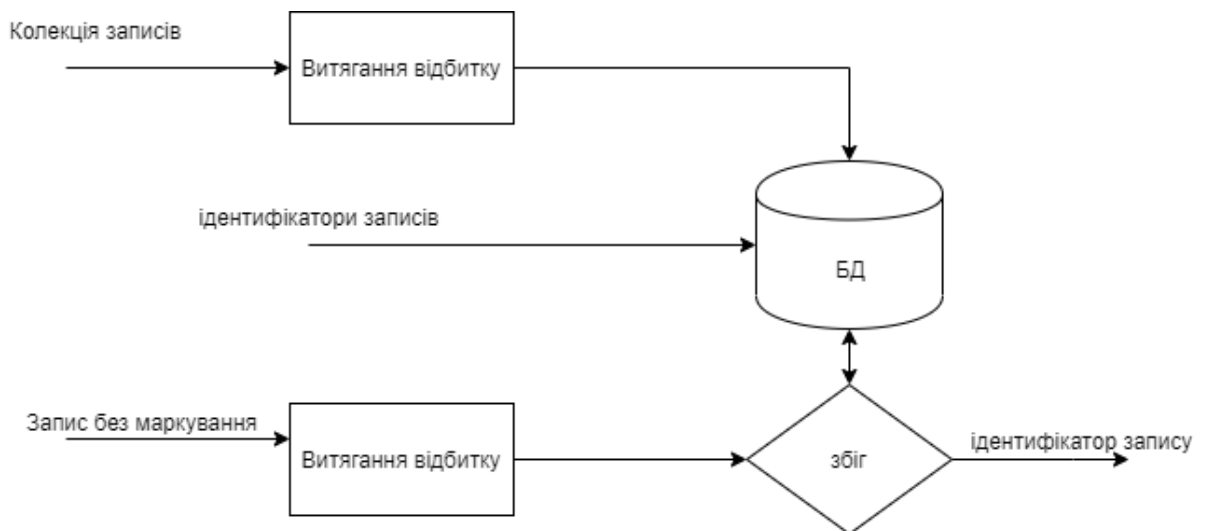 Колекція записів
Витягання відбитку
ідентифікатори записів
БД
Запис без маркування
Витягання відбитку
збіг
ідентифікатор запису